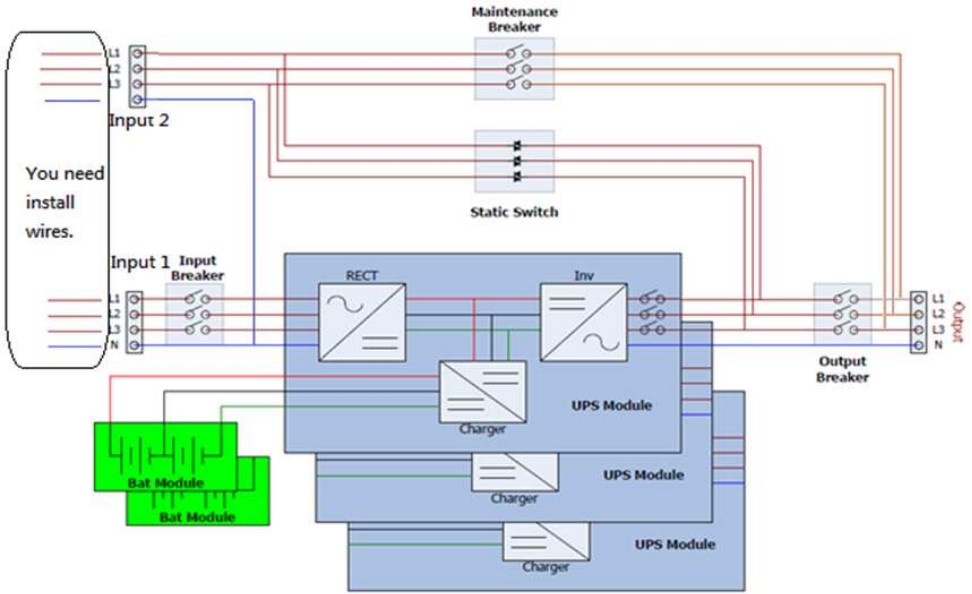 Maintenance
Breaker
L1
L2
L3
Input 2
You need
install
wires.
Static Switch
Input 1
Input
Breaker
RECT
Inv
L1
L2
L3
N
L1
L2
L3
N
Output
Output
Breaker
UPS Module
Charger
Bat Module
UPS Module
Charger
Bat Module
UPS Module
Charger